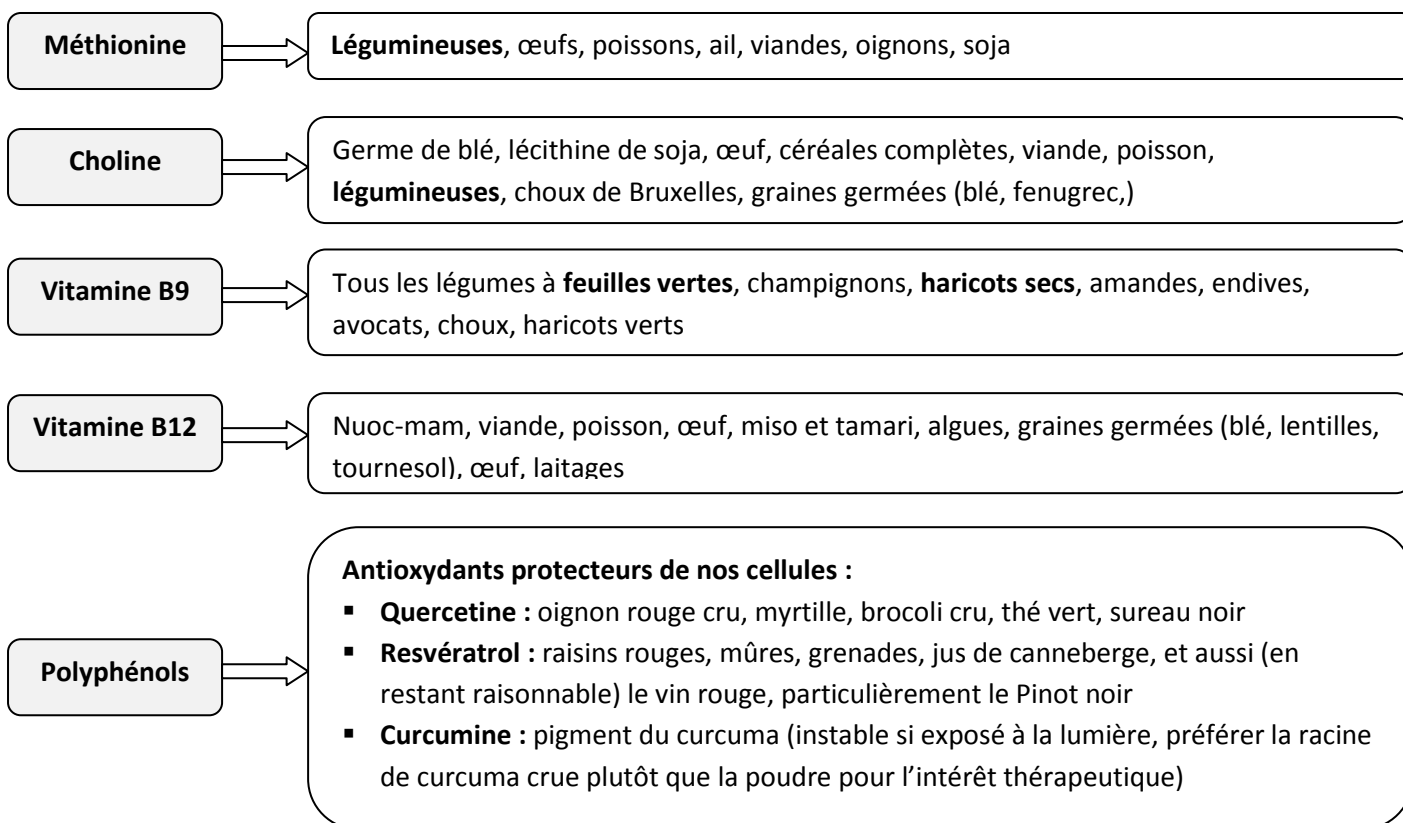 Méthionine
Légumineuses, œufs, poissons, ail, viandes, oignons, soja
Choline
Germe de blé, lécithine de soja, œuf, céréales complètes, viande, poisson,
légumineuses, choux de Bruxelles, graines germées (blé, fenugrec,)
Vitamine B9
Tous les légumes à feuilles vertes, champignons, haricots secs, amandes, endives,
avocats, choux, haricots verts
Vitamine B12
Nuoc-mam, viande, poisson, œuf, miso et tamari, algues, graines germées (blé, lentilles,
tournesol), œuf, laitages
Polyphénols
Antioxydants protecteurs de nos cellules :
▪ Quercetine : oignon rouge cru, myrtille, brocoli cru, thé vert, sureau noir
▪ Resvératrol : raisins rouges, mûres, grenades, jus de canneberge, et aussi (en
restant raisonnable) le vin rouge, particulièrement le Pinot noir
▪ Curcumine : pigment du curcuma (instable si exposé à la lumière, préférer la racine
de curcuma crue plutôt que la poudre pour l’intérêt thérapeutique)